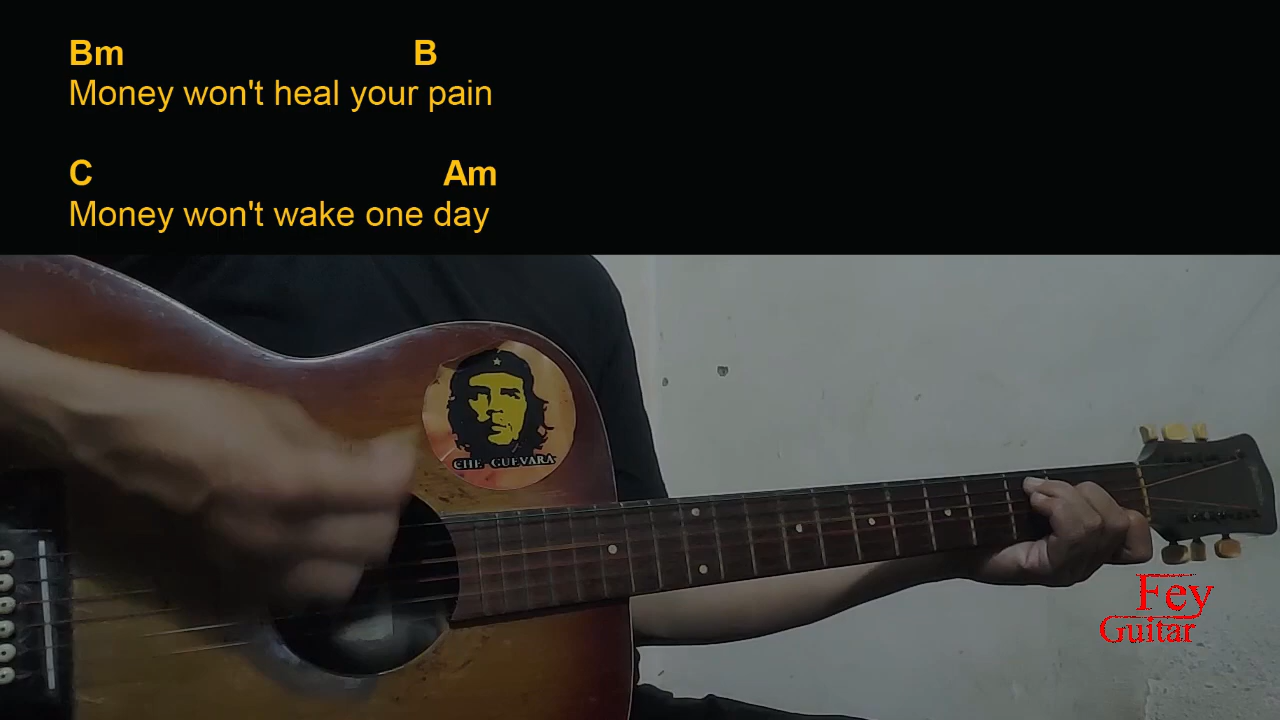 Bm B
Money won't heal your pain
C Am
Money won't wake one day
CHE GUEVARA
Fey
Guitar